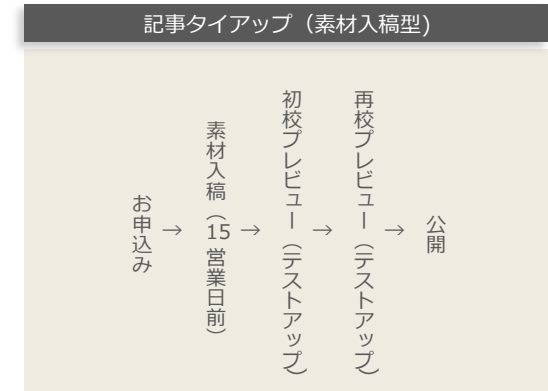 記事タイアップ（素材入稿型)
お申込み
→
素材入稿（15営業日前）
→
初校プレビュー（テストアップ）
→
再校プレビュー（テストアップ）
→
公開